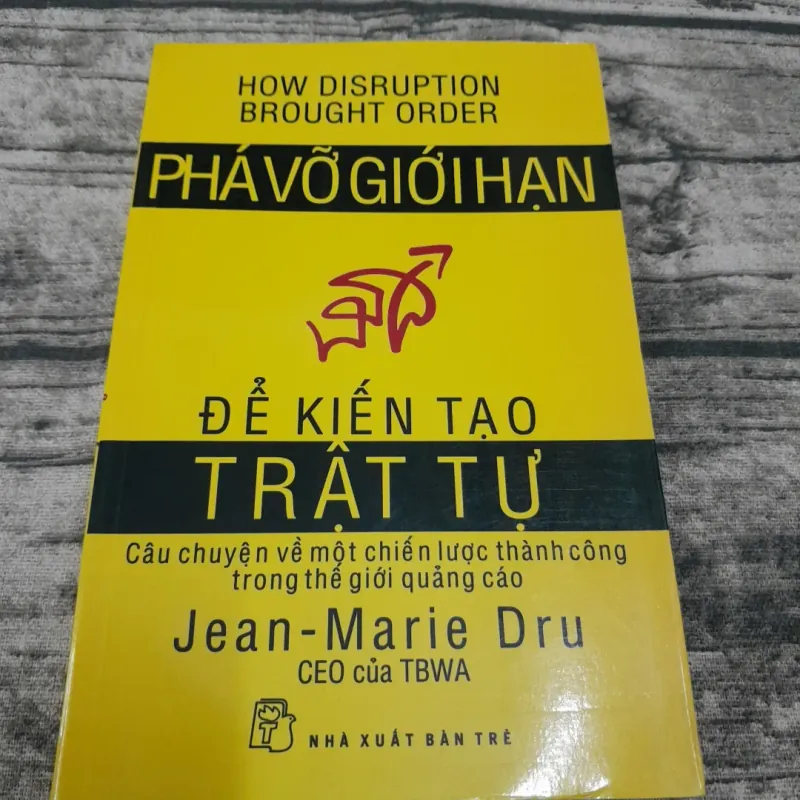 HOW DISRUPTION
BROUGHT ORDER
PHÁ VỠ GIỚI HẠN
ĐỂ KIẾN TẠO
TRẬT TỰ
Câu chuyện về một chiến lược thành công
trong thế giới quảng cáo
Jean-Marie Dru
CEO của TBWA
T
NHÀ XUẤT BẢN TRẺ